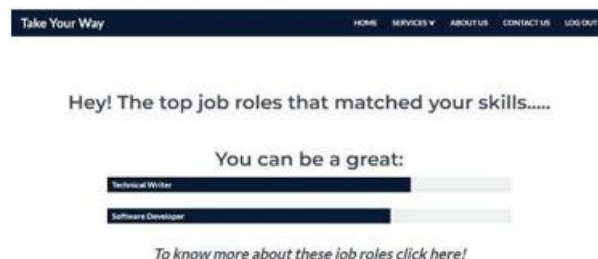 Take Your Way HOME SERVICES ABOUT US CONTACT US LOG OUT
Hey! The top job roles that matched your skills.....
You can be a great:
Technical Writer
Software Developer
To know more about these job roles click here!